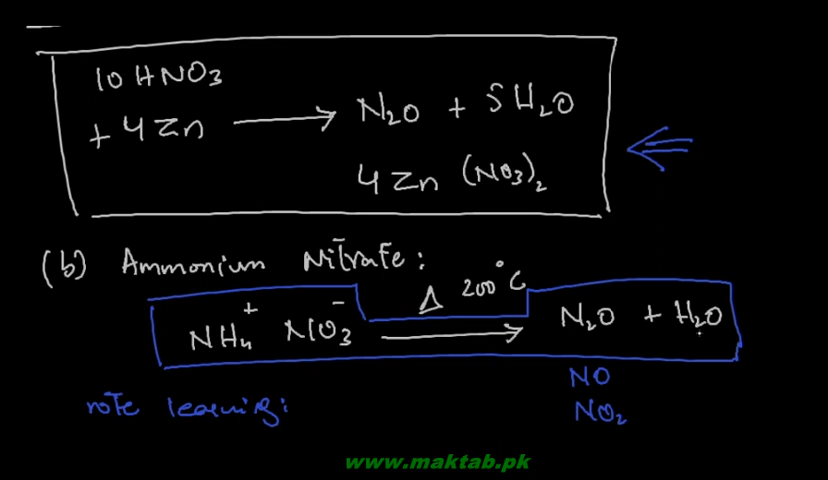 10 HNO3
+ 4 Zn ⟶ N2O + 5 H2O
4 Zn (NO3)2
(b) Ammonium Nitrate:
Δ 200°C
NH4+ NO3− ⟶ N2O + H2O
NO
rote learning: NO2
www.maktab.pk